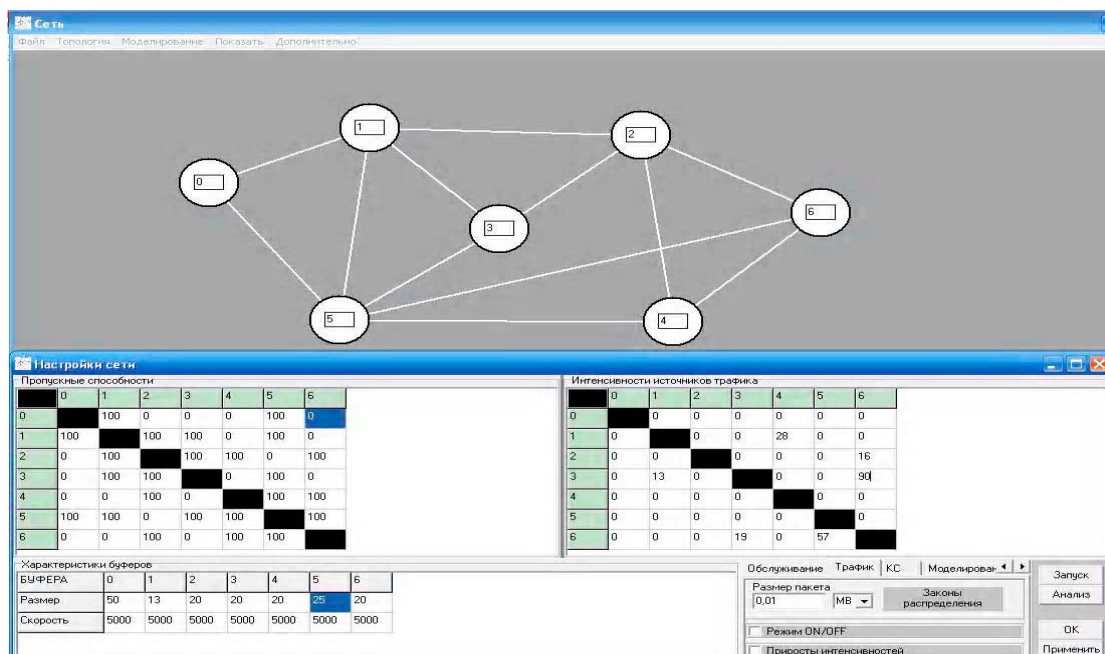 Сеть
Файл Топология Моделирование Показать Дополнительно
1
2
0
6
3
5
4
Настройки сети
Пропускные способности
0 1 2 3 4 5 6
0 100 0 0 0 100 0
1 100 100 100 0 100 0
2 0 100 100 100 0 100
3 0 100 100 0 100 0
4 0 0 100 0 100 100
5 100 100 0 100 100 100
6 0 0 100 0 100 100
Интенсивности источников трафика
0 1 2 3 4 5 6
0 0 0 0 0 0 0
1 0 0 0 28 0 0
2 0 0 0 0 0 16
3 0 13 0 0 0 90
4 0 0 0 0 0 0
5 0 0 0 0 0 0
6 0 0 0 19 0 57
Характеристики буферов
БУФЕРА 0 1 2 3 4 5 6
Размер 50 13 20 20 20 25 20
Скорость 5000 5000 5000 5000 5000 5000 5000
Обслуживание Трафик КС Моделирован
Размер пакета
0,01 MB
Законы распределения
Режим ON/OFF
Приросты интенсивностей
Запуск
Анализ
OK
Применить